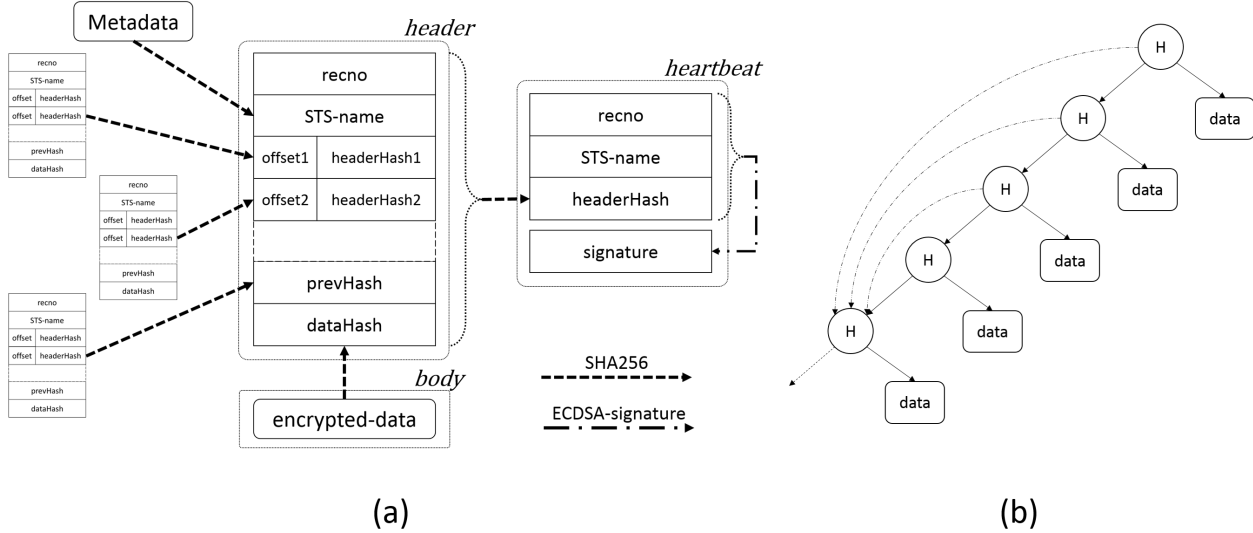 Metadata
header
recno
STS-name
offset1 headerHash1
offset2 headerHash2
prevHash
dataHash
body
encrypted-data
recno
STS-name
offset headerHash
offset headerHash
prevHash
dataHash
recno
STS-name
offset headerHash
offset headerHash
prevHash
dataHash
recno
STS-name
offset headerHash
offset headerHash
prevHash
dataHash
heartbeat
recno
STS-name
headerHash
signature
SHA256
ECDSA-signature
(a)
H
data
H
data
H
data
H
data
H
data
(b)